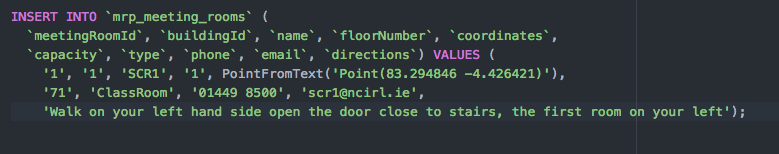 INSERT INTO `mrp_meeting_rooms` (
`meetingRoomId`, `buildingId`, `name`, `floorNumber`, `coordinates`,
`capacity`, `type`, `phone`, `email`, `directions`) VALUES (
'1', '1', 'SCR1', '1', PointFromText('Point(83.294846 -4.426421)'),
'71', 'ClassRoom', '01449 8500', 'scr1@ncirl.ie',
'Walk on your left hand side open the door close to stairs, the first room on your left');